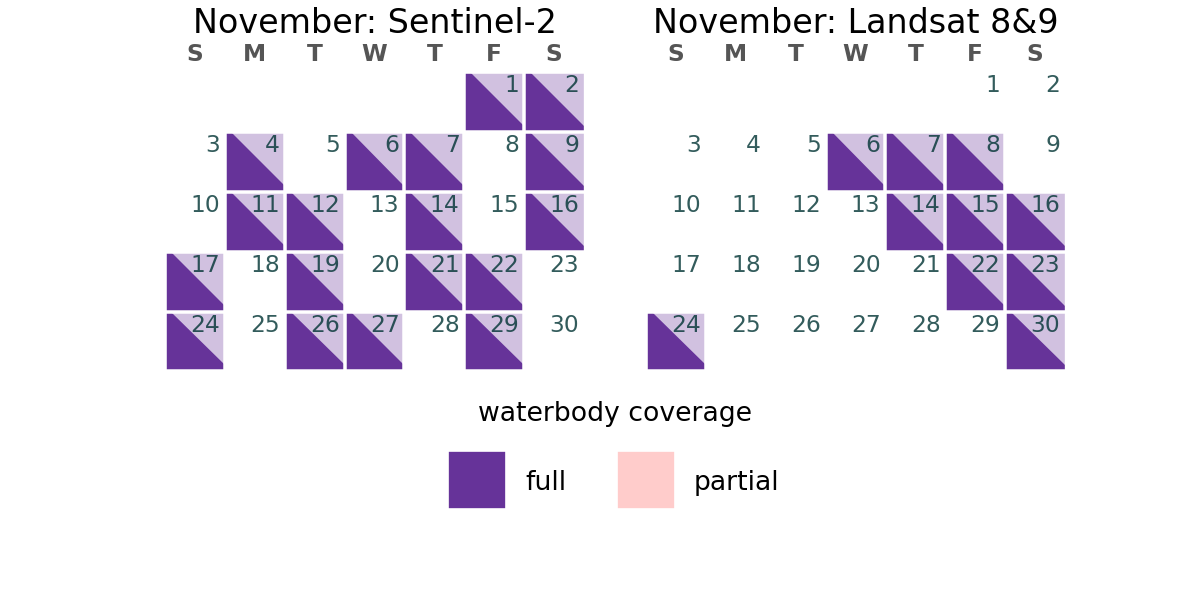 November: Sentinel-2
S M T W T F S
1 2
3 4 5 6 7 8 9
10 11 12 13 14 15 16
17 18 19 20 21 22 23
24 25 26 27 28 29 30
November: Landsat 8&9
S M T W T F S
1 2
3 4 5 6 7 8 9
10 11 12 13 14 15 16
17 18 19 20 21 22 23
24 25 26 27 28 29 30
waterbody coverage
full partial